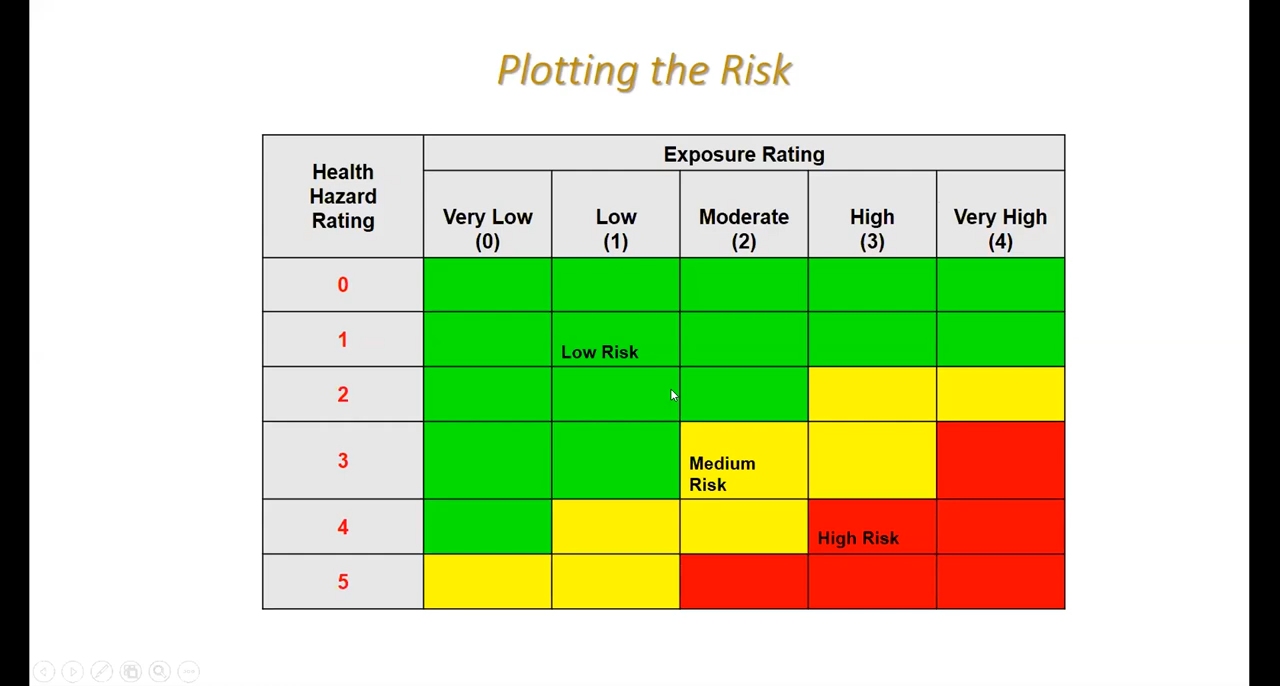 Plotting the Risk
Health
Hazard
Rating
Exposure Rating
Very Low
(0)
Low
(1)
Moderate
(2)
High
(3)
Very High
(4)
0
1
Low Risk
2
3
Medium
Risk
4
High Risk
5